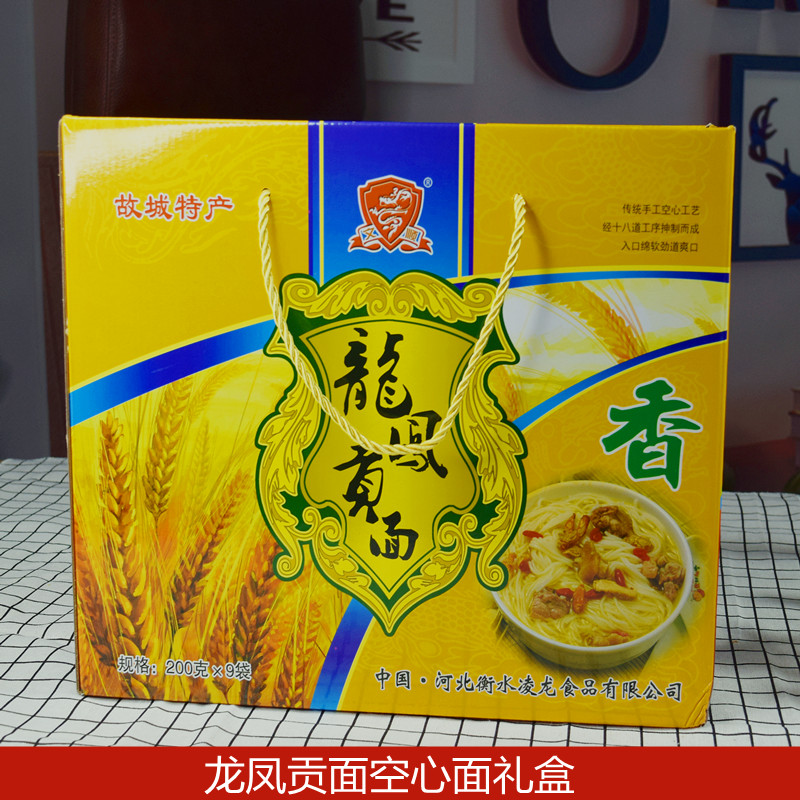 故城特产
文顺
®
传统手工空心工艺
经十八道工序抻制而成
入口绵软劲道爽口
龍鳳貢面
香
规格：200克×9袋
中国·河北衡水凌龙食品有限公司
龙凤贡面空心面礼盒